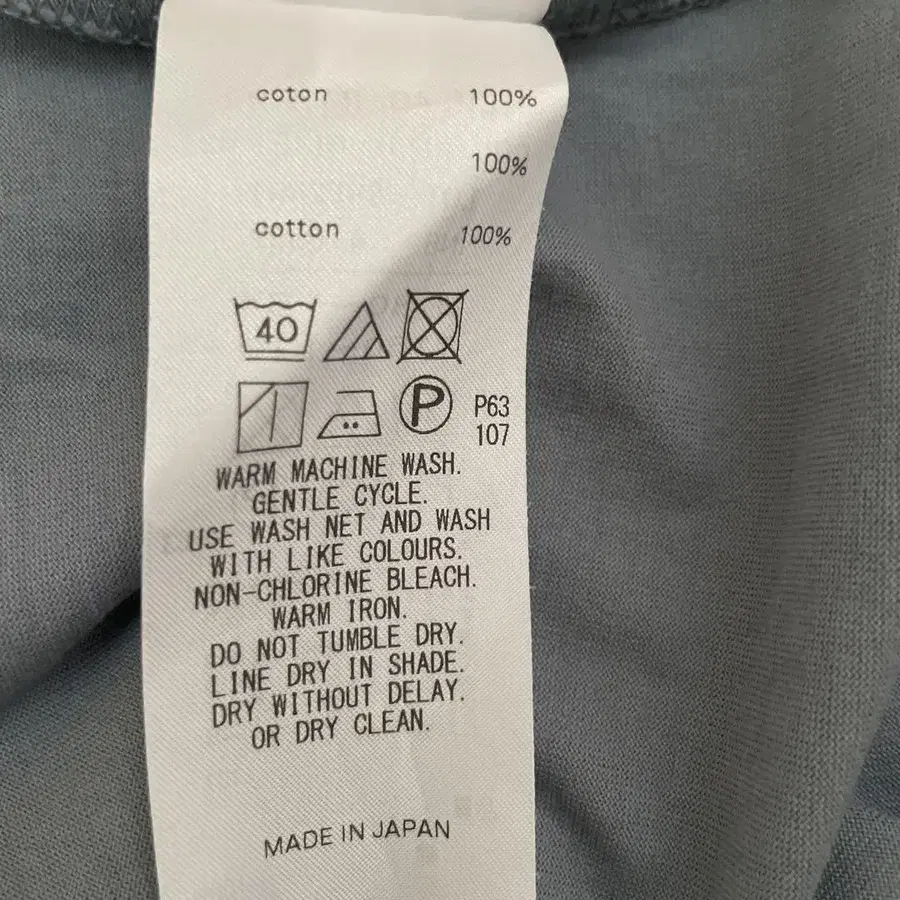 coton 100%
100%
cotton 100%
40
P
P63
107
WARM MACHINE WASH.
GENTLE CYCLE.
USE WASH NET AND WASH
WITH LIKE COLOURS.
NON-CHLORINE BLEACH.
WARM IRON.
DO NOT TUMBLE DRY.
LINE DRY IN SHADE.
DRY WITHOUT DELAY.
OR DRY CLEAN.
MADE IN JAPAN